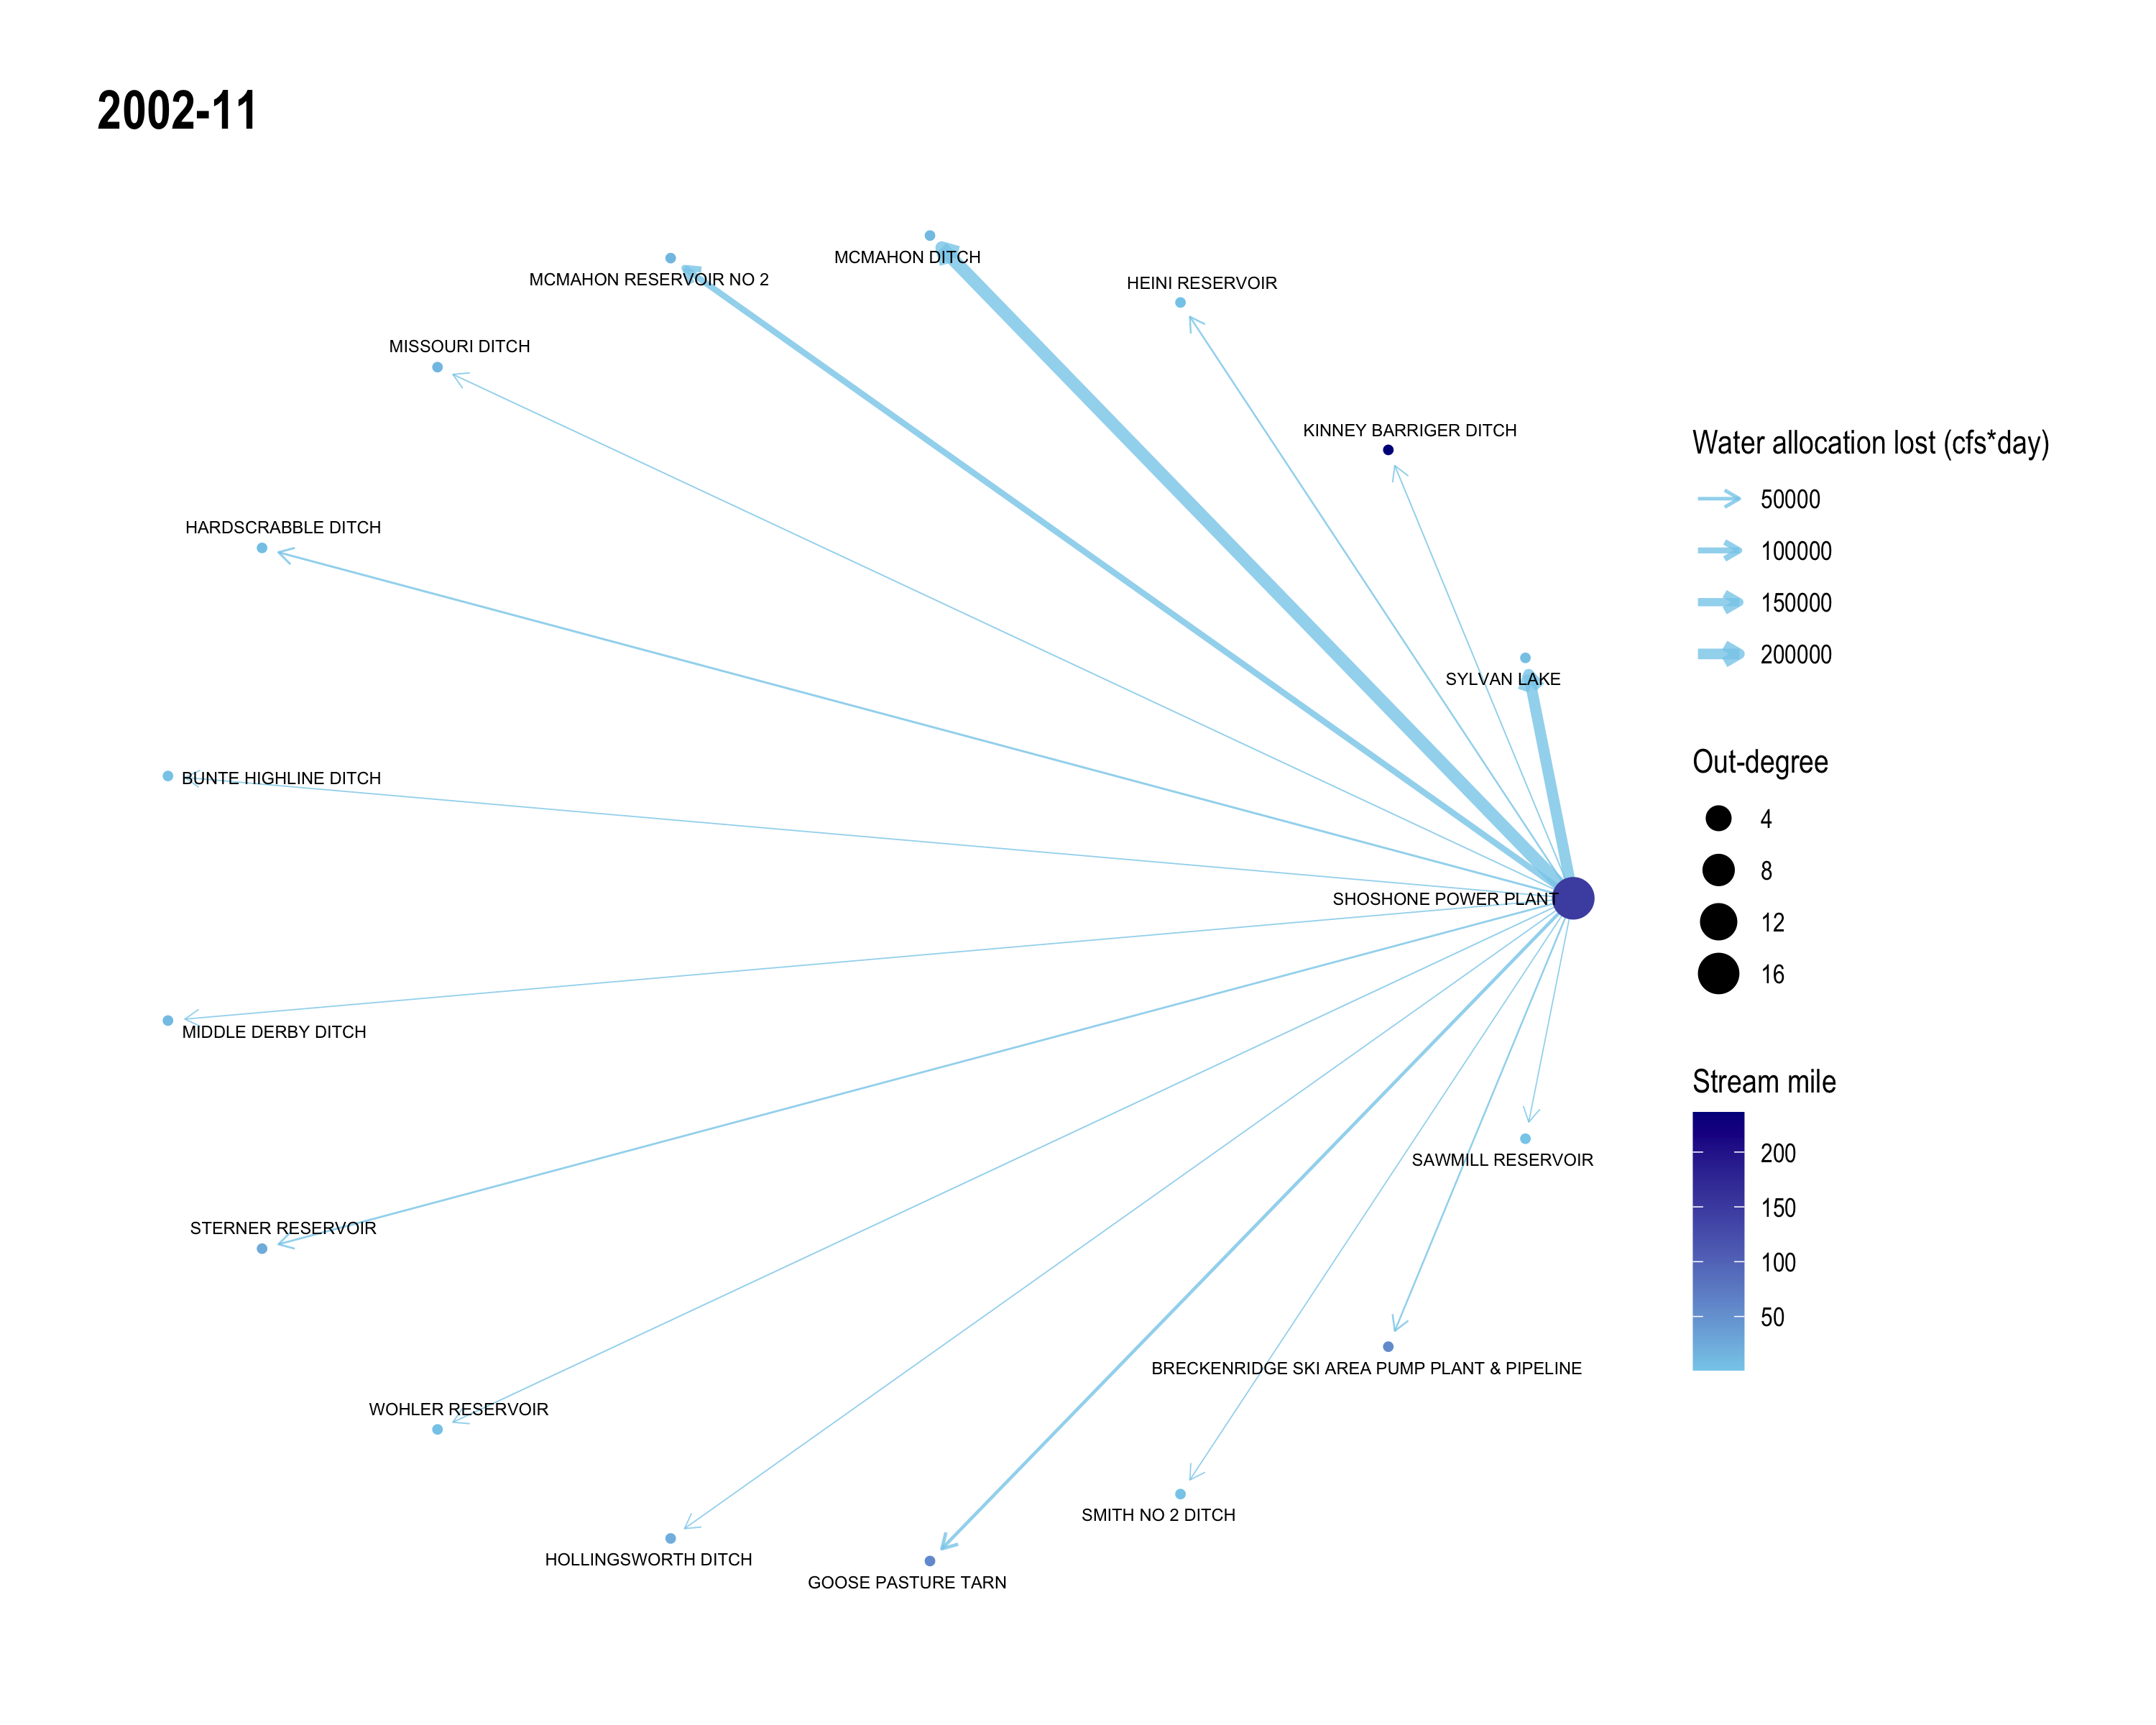 2002-11
MCMAHON DITCH
MCMAHON RESERVOIR NO 2
HEINI RESERVOIR
MISSOURI DITCH
KINNEY BARRIGER DITCH
HARDSCRABBLE DITCH
SYLVAN LAKE
BUNTE HIGHLINE DITCH
SHOSHONE POWER PLANT
MIDDLE DERBY DITCH
SAWMILL RESERVOIR
STERNER RESERVOIR
BRECKENRIDGE SKI AREA PUMP PLANT & PIPELINE
WOHLER RESERVOIR
SMITH NO 2 DITCH
HOLLINGSWORTH DITCH
GOOSE PASTURE TARN
Water allocation lost (cfs*day)
50000
100000
150000
200000
Out-degree
4
8
12
16
Stream mile
200
150
100
50